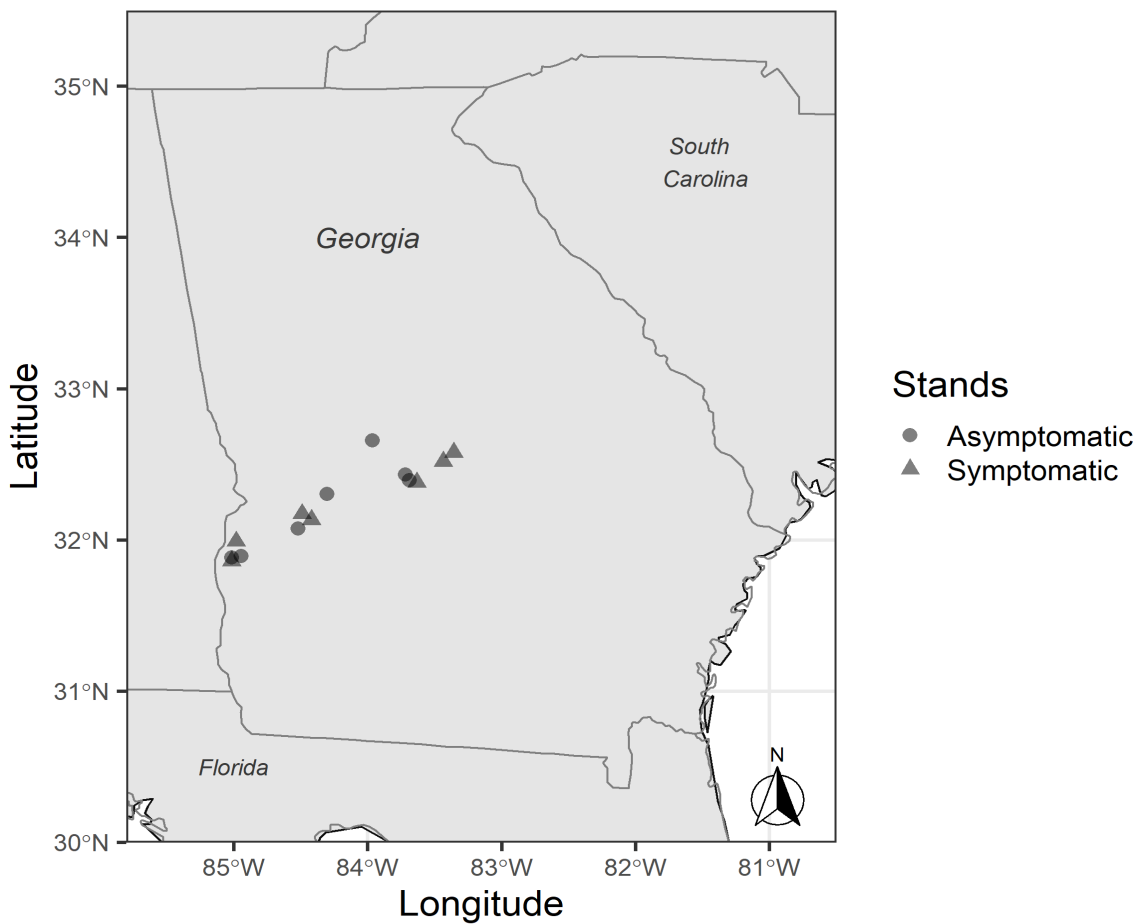 35°N
South
Carolina
34°N
Georgia
33°N
Latitude
Stands
Asymptomatic
Symptomatic
32°N
31°N
Florida
N
30°N
85°W
84°W
83°W
82°W
81°W
Longitude